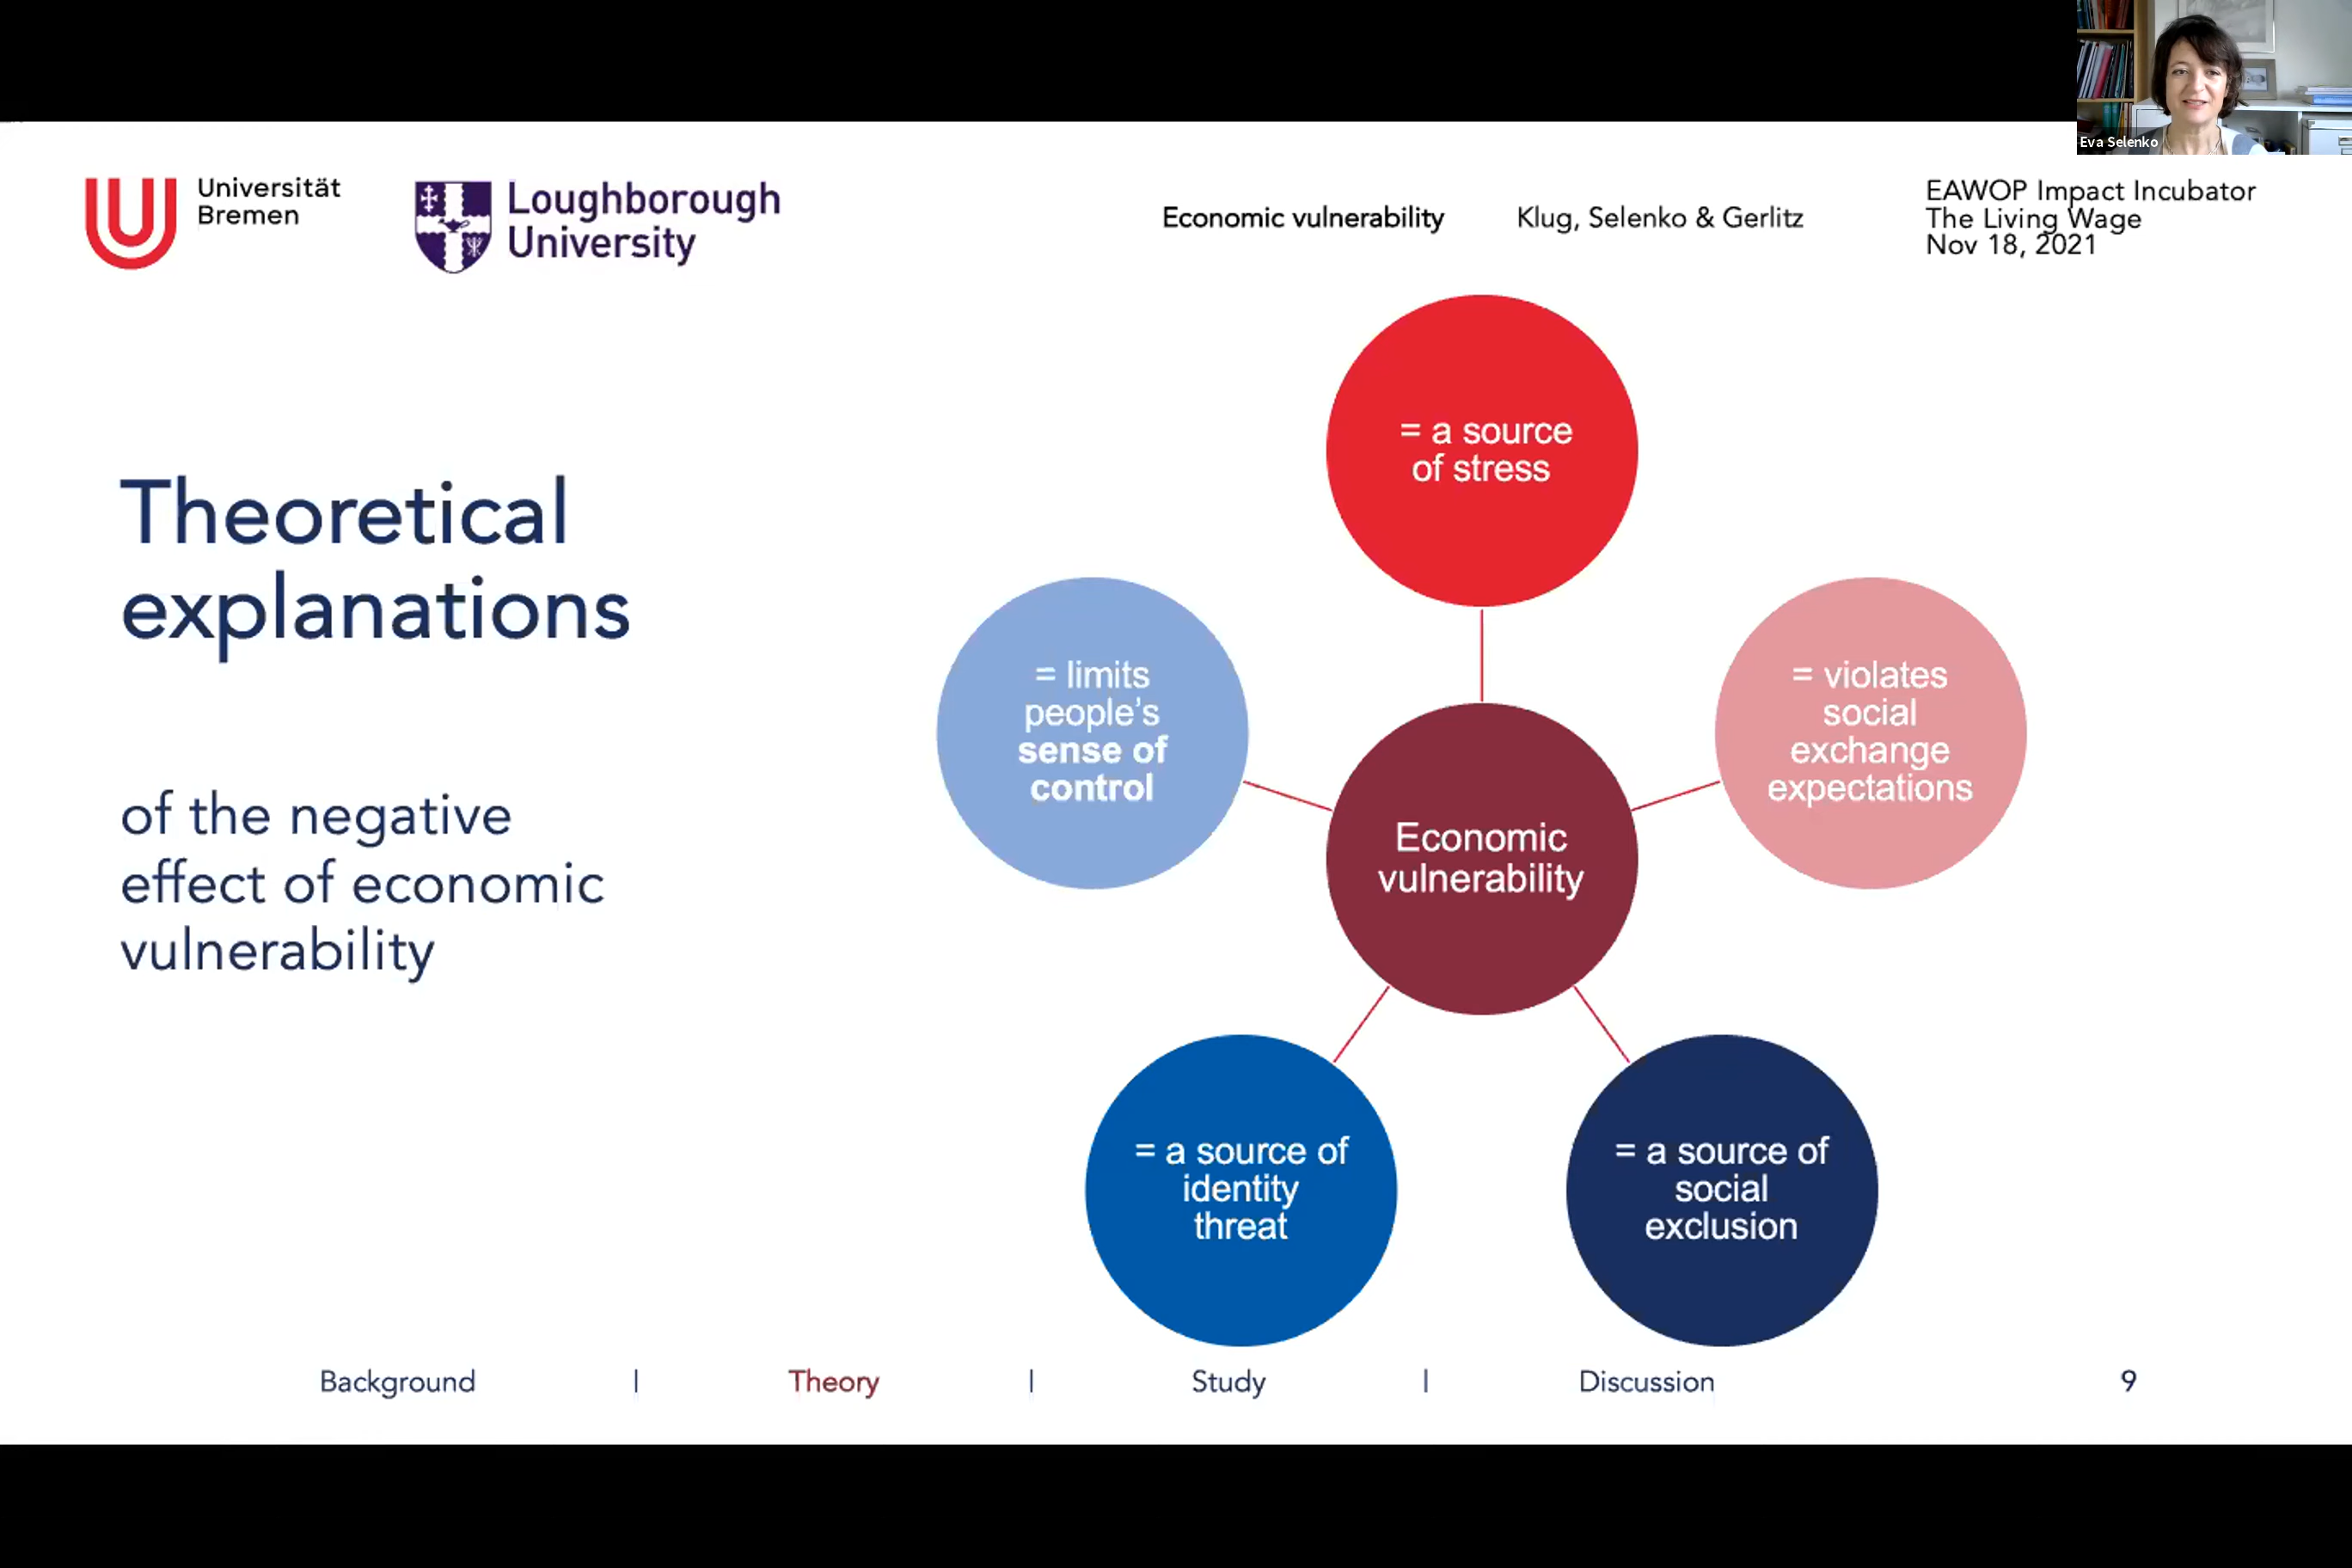 Eva Selenko
Universität
Bremen
Loughborough
University
Economic vulnerability
Klug, Selenko & Gerlitz
EAWOP Impact Incubator
The Living Wage
Nov 18, 2021
Theoretical
explanations
of the negative
effect of economic
vulnerability
= a source
of stress
= limits
people's
sense of
control
= violates
social
exchange
expectations
Economic
vulnerability
= a source of
identity
threat
= a source of
social
exclusion
Background | Theory | Study | Discussion 9